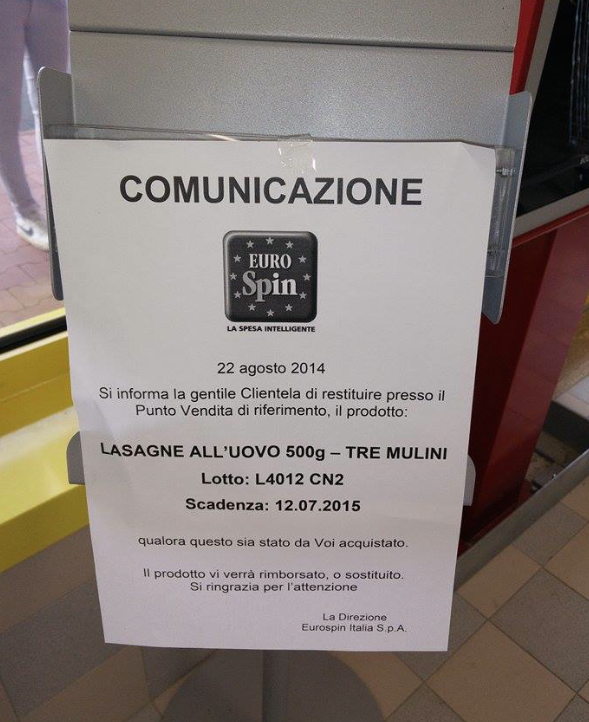 COMUNICAZIONE
EURO
Spin
LA SPESA INTELLIGENTE
22 agosto 2014
Si informa la gentile Clientela di restituire presso il
Punto Vendita di riferimento, il prodotto:
LASAGNE ALL'UOVO 500g – TRE MULINI
Lotto: L4012 CN2
Scadenza: 12.07.2015
qualora questo sia stato da Voi acquistato.
Il prodotto vi verrà rimborsato, o sostituito.
Si ringrazia per l'attenzione
La Direzione
Eurospin Italia S.p.A.